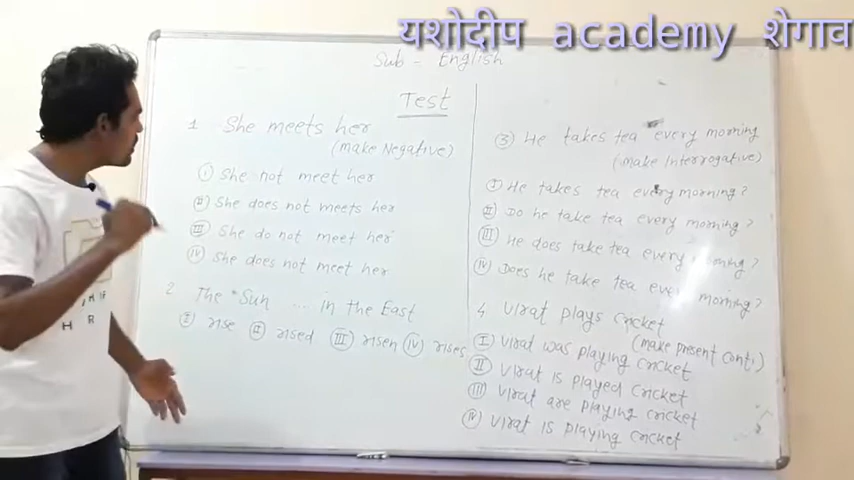 यशोदीप academy शेगाव
Sub - English
Test
1 She meets her
(make Negative)
(I) She not meet her
(II) She does not meets her
(III) She do not meet her
(IV) She does not meet her
2 The Sun .... in the East
(I) rise (II) rised (III) risen (IV) rises
(3) He takes tea every morning
(make Interrogative)
(I) He takes tea every morning?
(II) Do he take tea every morning?
(III) He does take tea every morning?
(IV) Does he take tea every morning?
4 Virat plays cricket
(make present conti)
(I) Virat was playing cricket
(II) Virat is played cricket
(III) Virat are playing cricket
(IV) Virat is playing cricket